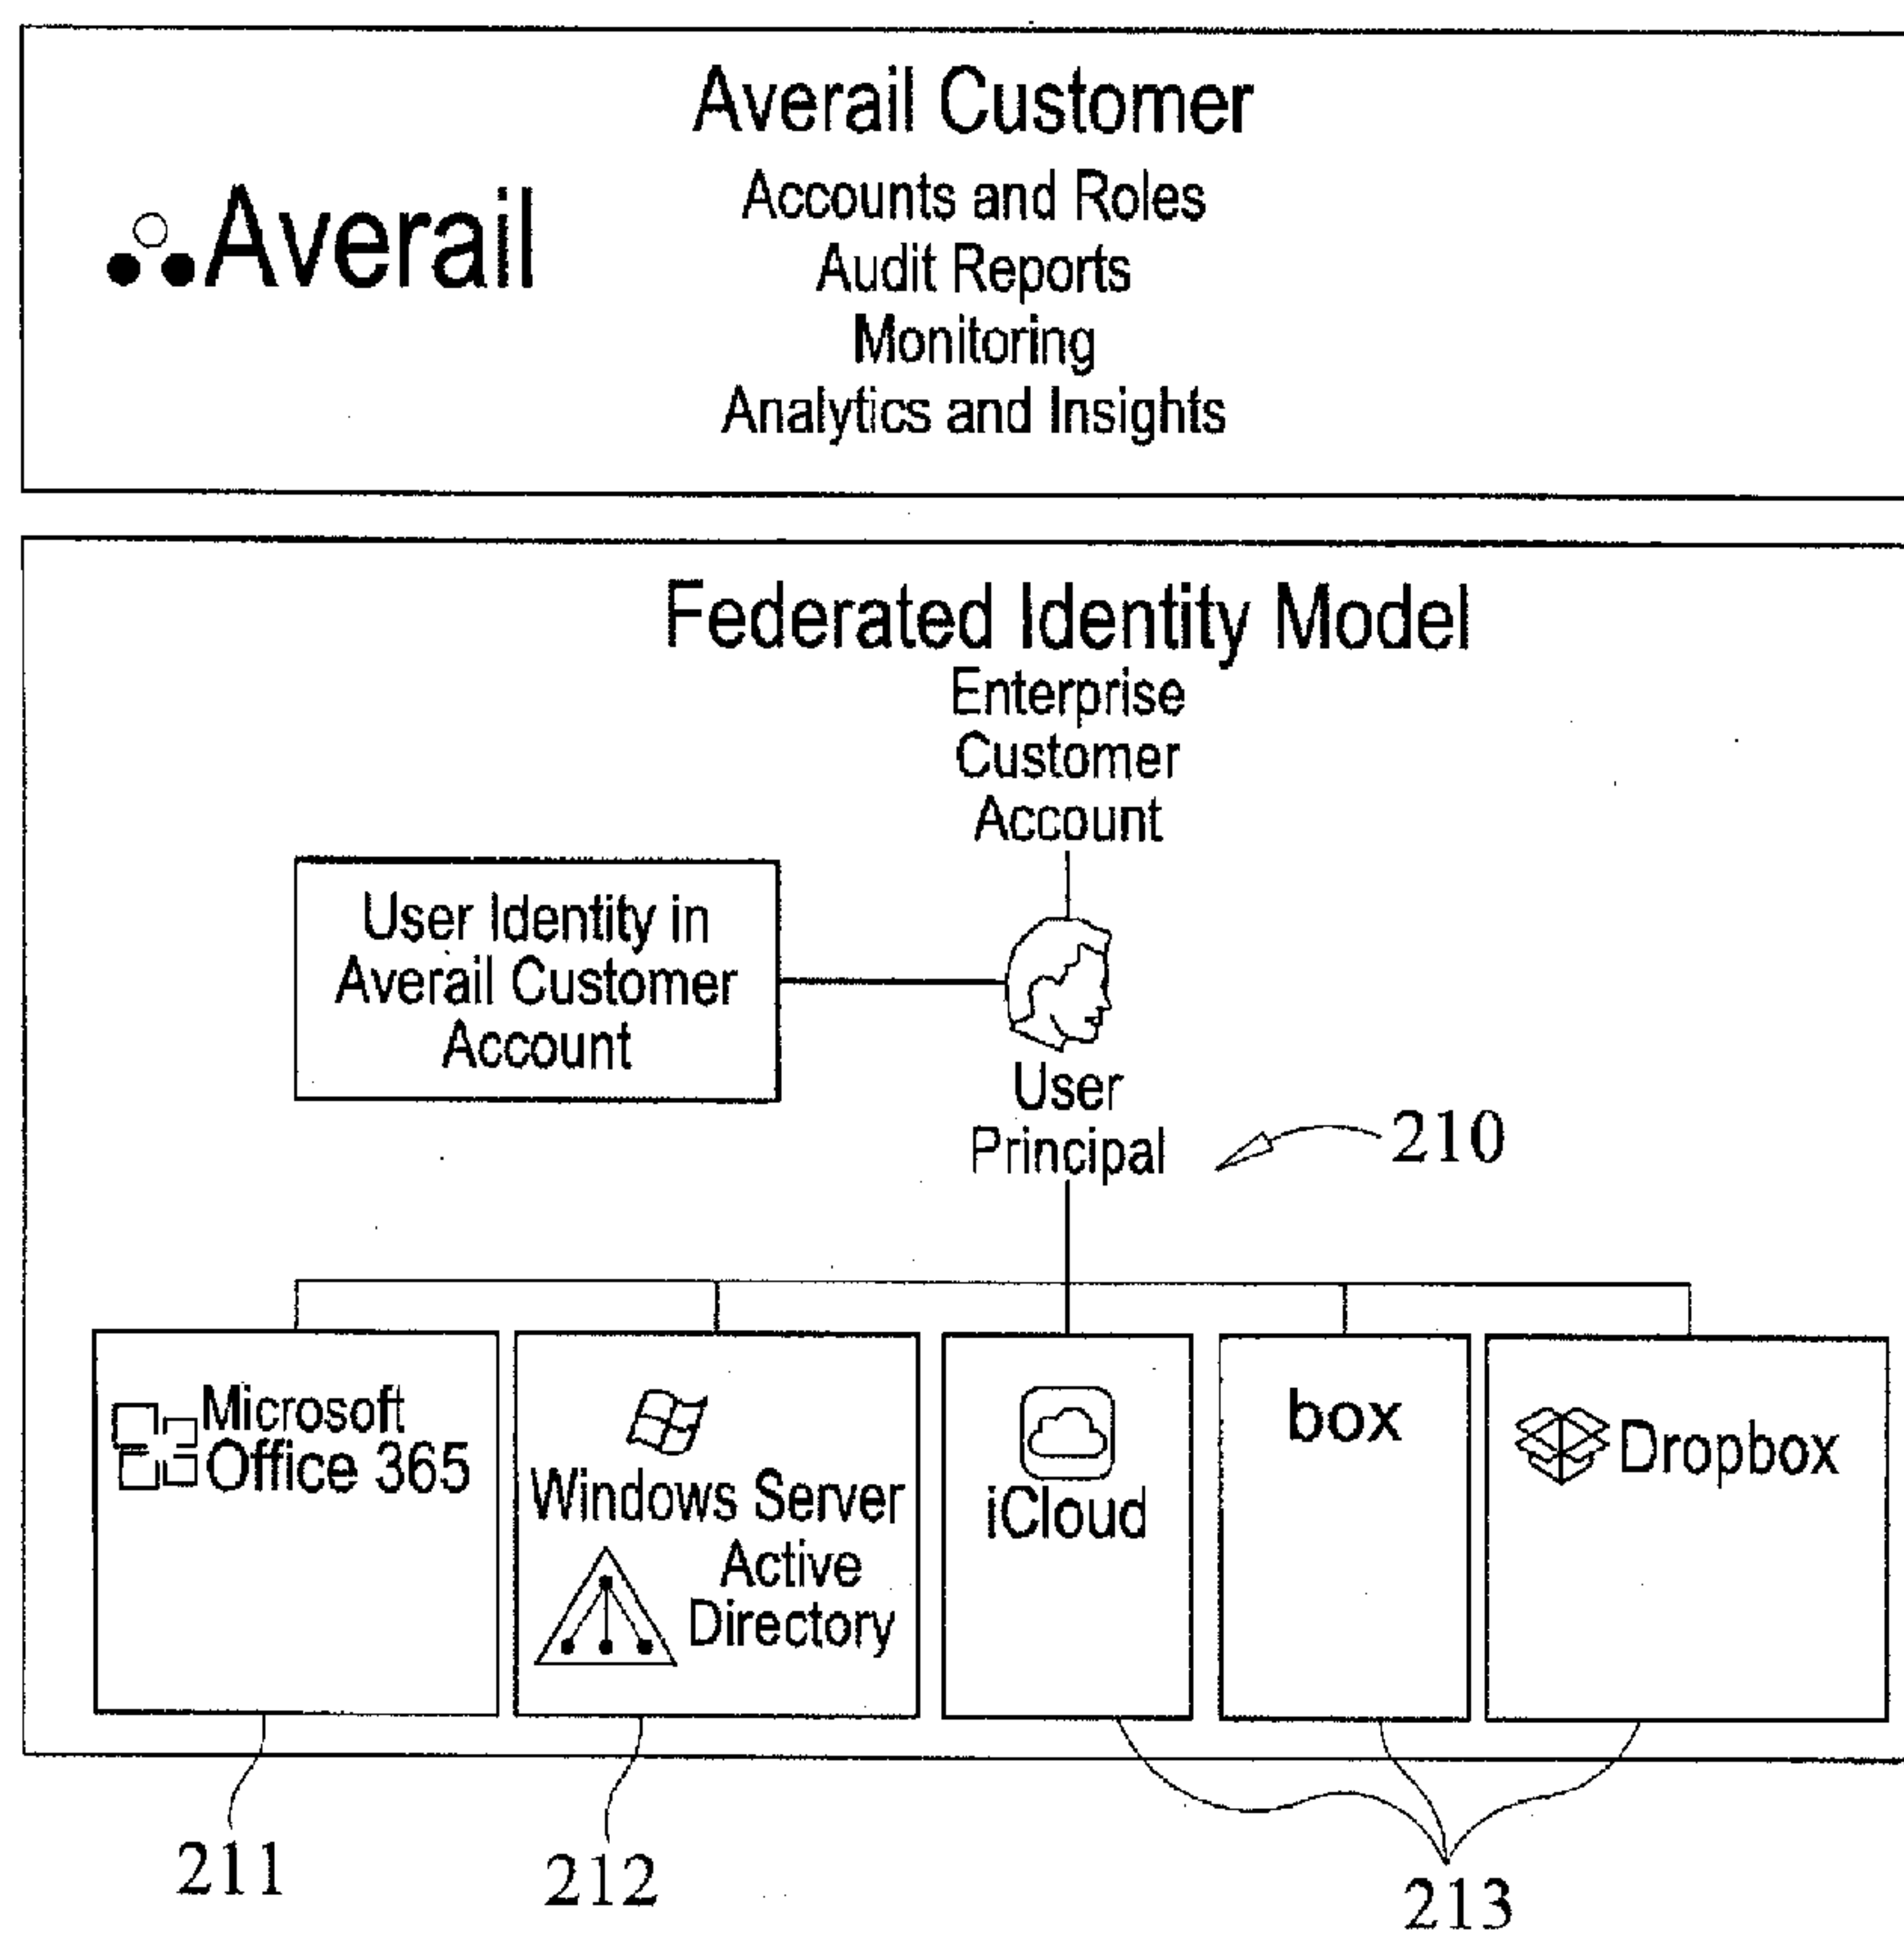 Averail Customer
Averail
Accounts and Roles
Audit Reports
Monitoring
Analytics and Insights
Federated Identity Model
Enterprise
Customer
Account
User Identity in
Averail Customer
Account
User
Principal
210
Microsoft
Office 365
Windows Server
Active
Directory
iCloud
box
Dropbox
211
212
213